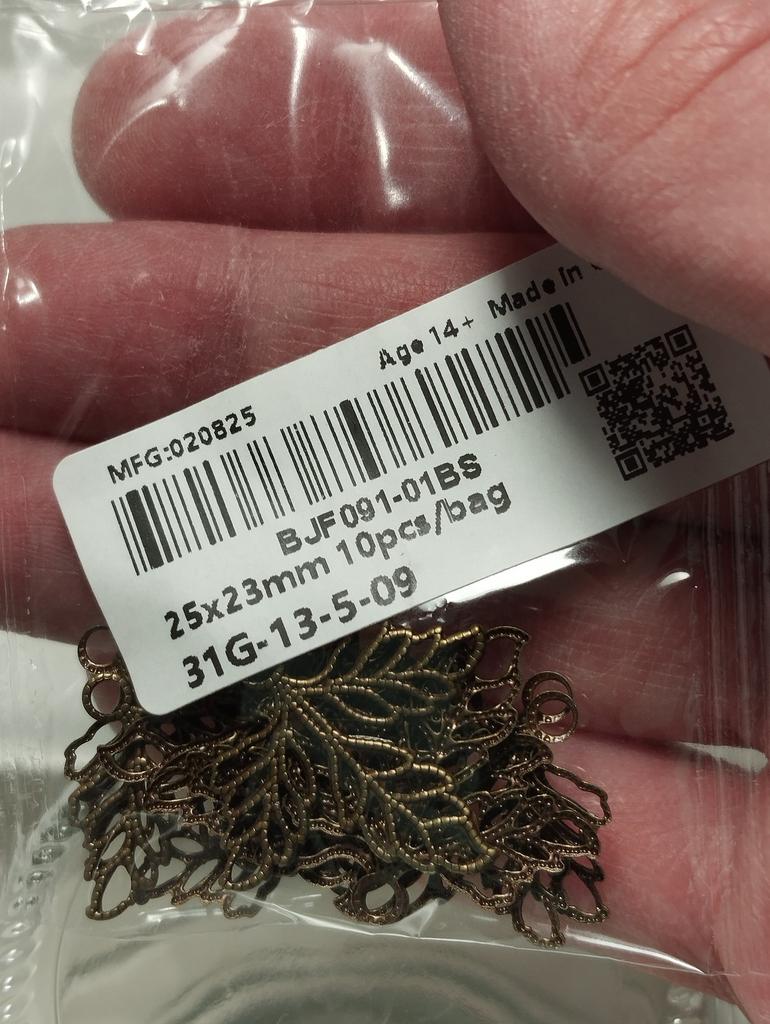 Age 14+ Made in
MFG:020825
BJF091-01BS
25x23mm 10pcs/bag
31G-13-5-09